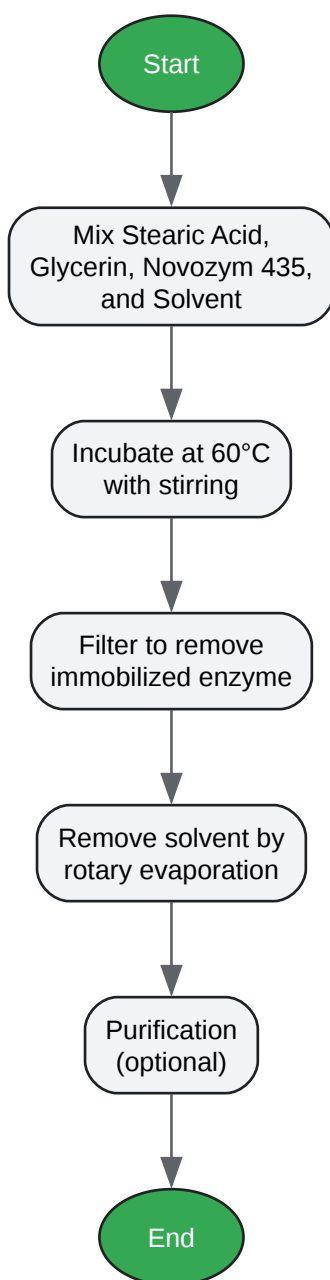 Start
Mix Stearic Acid,
Glycerin, Novozym 435,
and Solvent
Incubate at 60°C
with stirring
Filter to remove
immobilized enzyme
Remove solvent by
rotary evaporation
Purification
(optional)
End